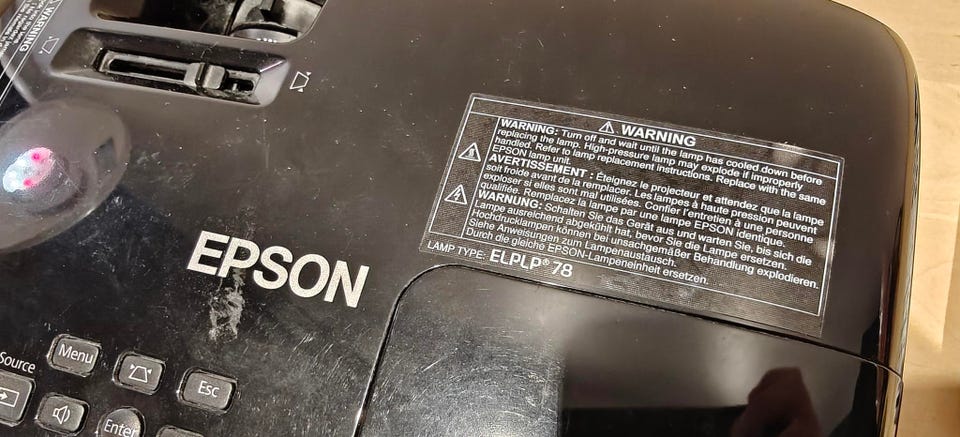 WARNING
WARNING
WARNING: Turn off and wait until the lamp has cooled down before
replacing the lamp. High-pressure lamp may explode if improperly
handled. Refer to lamp replacement instructions. Replace with the same
EPSON lamp unit.
AVERTISSEMENT : Éteignez le projecteur et attendez que la lampe
soit froide avant de la remplacer. Les lampes à haute pression peuvent
exploser si elles sont mal utilisées. Confier l'entretien à une personne
qualifiée. Remplacez la lampe par une lampe EPSON identique.
WARNUNG: Schalten Sie das Gerät aus und warten Sie, bis sich die
Lampe ausreichend abgekühlt hat, bevor Sie die Lampe ersetzen.
Hochdrucklampen können bei unsachgemäßer Behandlung explodieren.
Siehe Anweisungen zum Lampenaustausch.
Durch die gleiche EPSON-Lampeneinheit ersetzen.
LAMP TYPE: ELPLP® 78
EPSON
Source
Menu
Esc
Enter